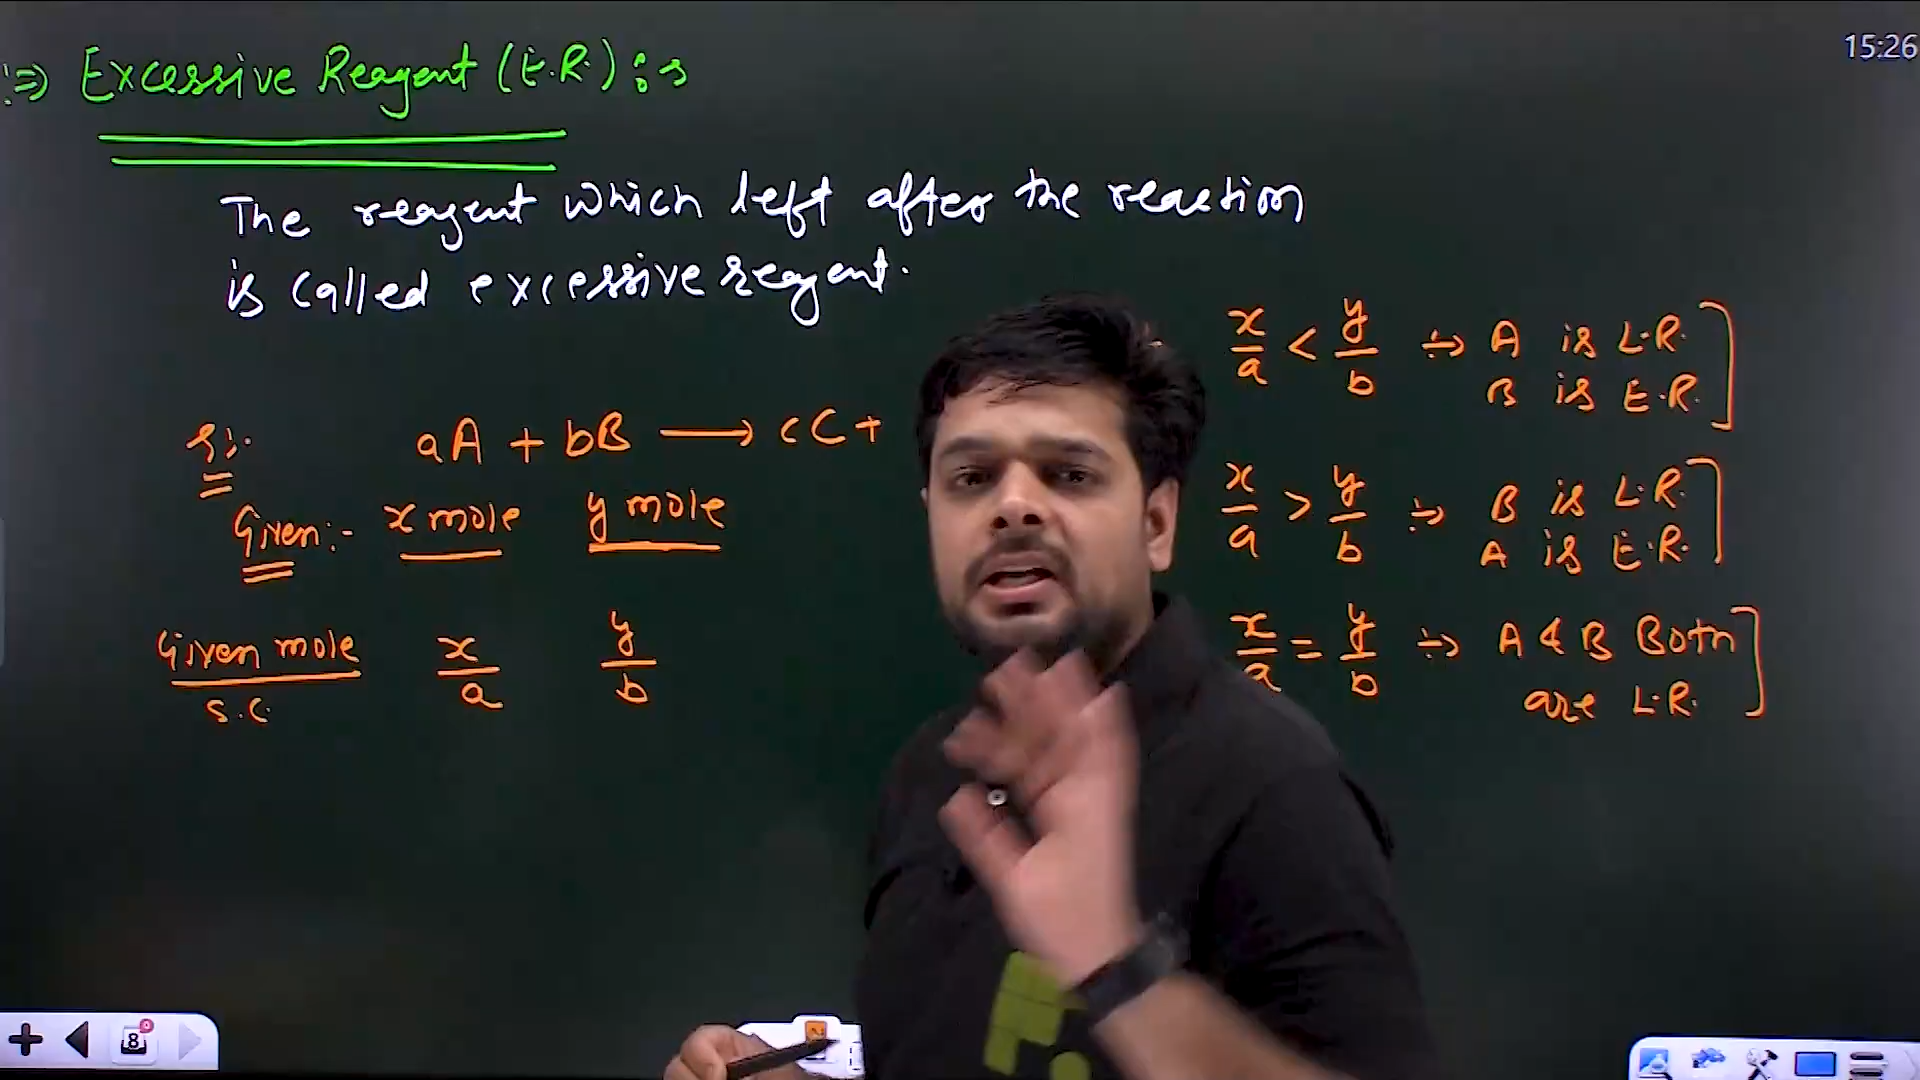 15:26
⇒ Excessive Reagent (E.R.) :-
The reagent which left after the reaction
is called excessive reagent.
aA + bB ⟶ cC +
Given:- x mole y mole
Given mole / S.C. x/a y/b
x/a < y/b ⇒ A is L.R.
B is E.R.
x/a > y/b ⇒ B is L.R.
A is E.R.
x/a = y/b ⇒ A & B Both
are L.R.
8